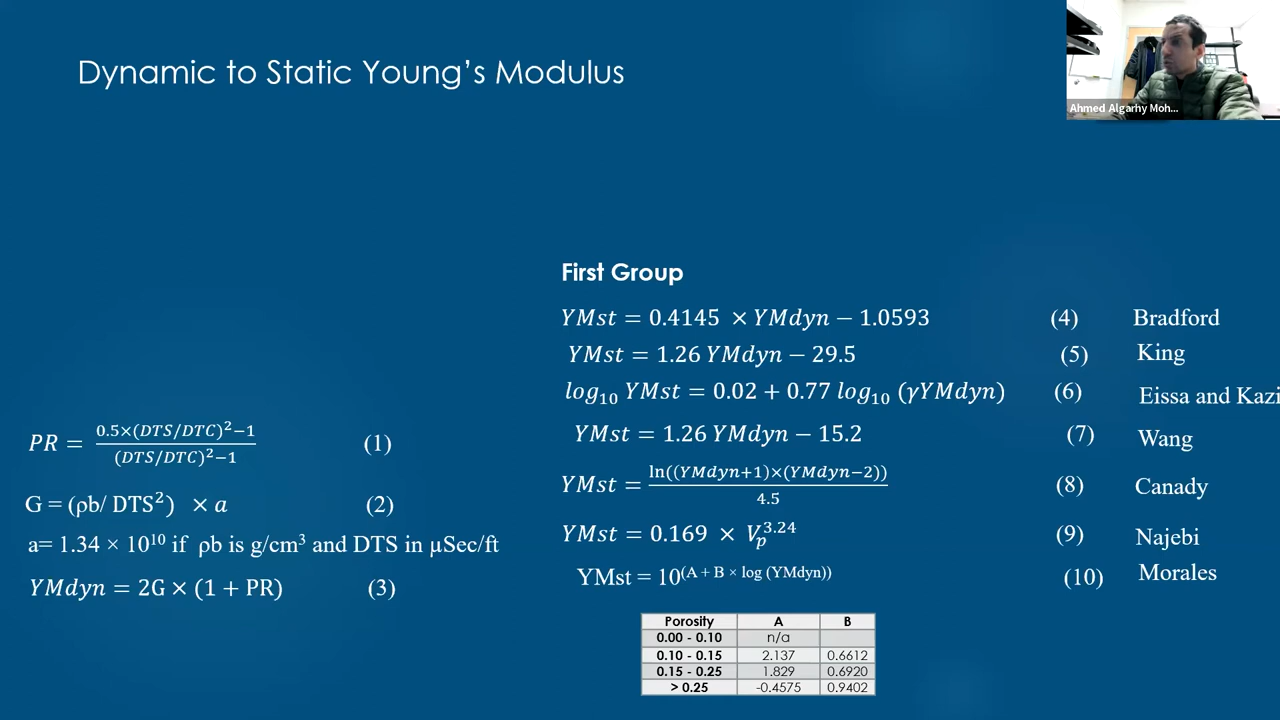 Dynamic to Static Young's Modulus
Ahmed Algarhy Moh...
First Group
YMst = 0.4145 × YMdyn − 1.0593 (4) Bradford
YMst = 1.26 YMdyn − 29.5 (5) King
log₁₀ YMst = 0.02 + 0.77 log₁₀ (γYMdyn) (6) Eissa and Kazi
YMst = 1.26 YMdyn − 15.2 (7) Wang
YMst = ln((YMdyn+1)×(YMdyn−2)) / 4.5 (8) Canady
YMst = 0.169 × Vp^3.24 (9) Najebi
YMst = 10^(A + B × log (YMdyn)) (10) Morales
PR = 0.5×(DTS/DTC)²−1 / (DTS/DTC)²−1 (1)
G = (ρb/ DTS²) × a (2)
a= 1.34 × 10¹⁰ if ρb is g/cm³ and DTS in µSec/ft
YMdyn = 2G × (1 + PR) (3)
Porosity A B
0.00 - 0.10 n/a
0.10 - 0.15 2.137 0.6612
0.15 - 0.25 1.829 0.6920
> 0.25 -0.4575 0.9402